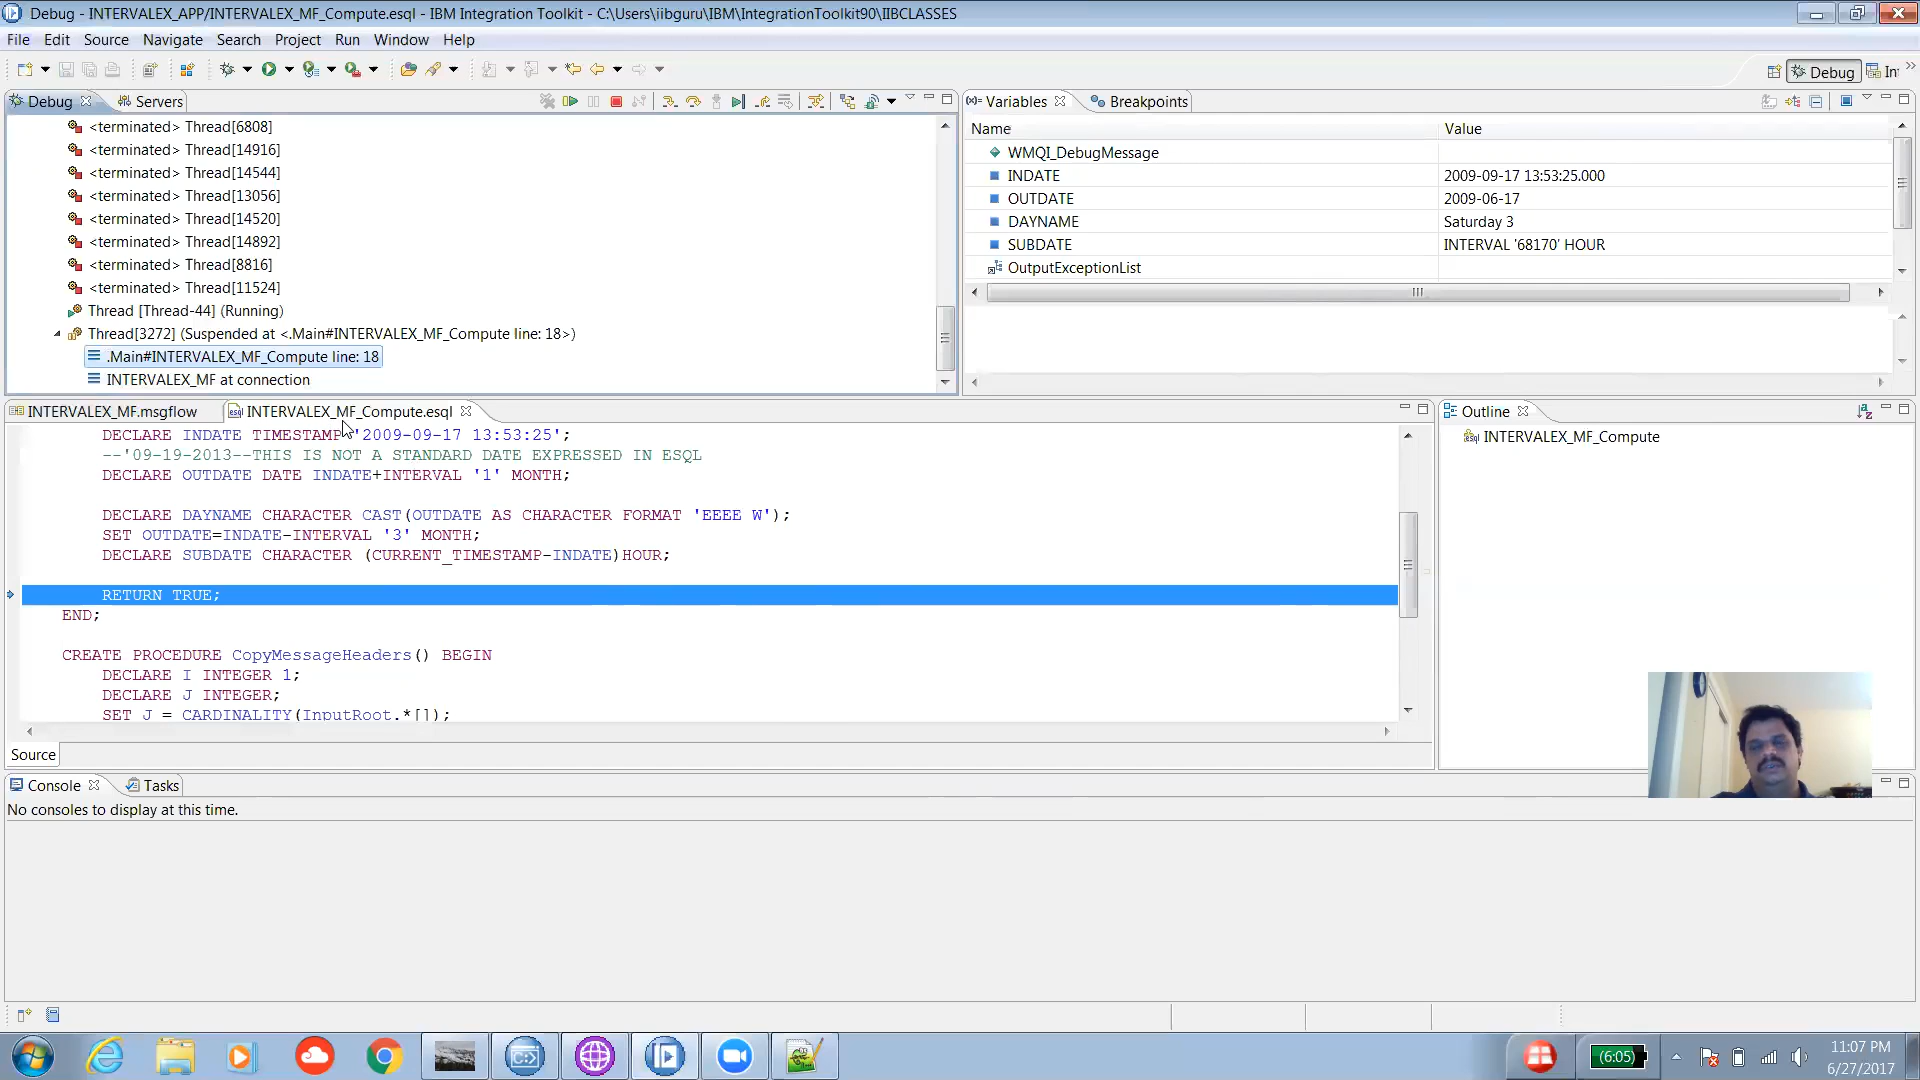 Debug - INTERVALEX_APP/INTERVALEX_MF_Compute.esql - IBM Integration Toolkit - C:\Users\iibguru\IBM\IntegrationToolkit90\IIBCLASSES
File Edit Source Navigate Search Project Run Window Help
Debug
Debug Servers
<terminated> Thread[6808]
<terminated> Thread[14916]
<terminated> Thread[14544]
<terminated> Thread[13056]
<terminated> Thread[14520]
<terminated> Thread[14892]
<terminated> Thread[8816]
<terminated> Thread[11524]
Thread [Thread-44] (Running)
Thread[3272] (Suspended at <.Main#INTERVALEX_MF_Compute line: 18>)
.Main#INTERVALEX_MF_Compute line: 18
INTERVALEX_MF at connection
Variables Breakpoints
Name Value
WMQI_DebugMessage
INDATE 2009-09-17 13:53:25.000
OUTDATE 2009-06-17
DAYNAME Saturday 3
SUBDATE INTERVAL '68170' HOUR
OutputExceptionList
INTERVALEX_MF.msgflow INTERVALEX_MF_Compute.esql
DECLARE INDATE TIMESTAMP '2009-09-17 13:53:25';
--'09-19-2013--THIS IS NOT A STANDARD DATE EXPRESSED IN ESQL
DECLARE OUTDATE DATE INDATE+INTERVAL '1' MONTH;
DECLARE DAYNAME CHARACTER CAST(OUTDATE AS CHARACTER FORMAT 'EEEE W');
SET OUTDATE=INDATE-INTERVAL '3' MONTH;
DECLARE SUBDATE CHARACTER (CURRENT_TIMESTAMP-INDATE)HOUR;
RETURN TRUE;
END;
CREATE PROCEDURE CopyMessageHeaders() BEGIN
DECLARE I INTEGER 1;
DECLARE J INTEGER;
SET J = CARDINALITY(InputRoot.*[]);
Source
Outline
INTERVALEX_MF_Compute
Console Tasks
No consoles to display at this time.
(6:05)
11:07 PM
6/27/2017